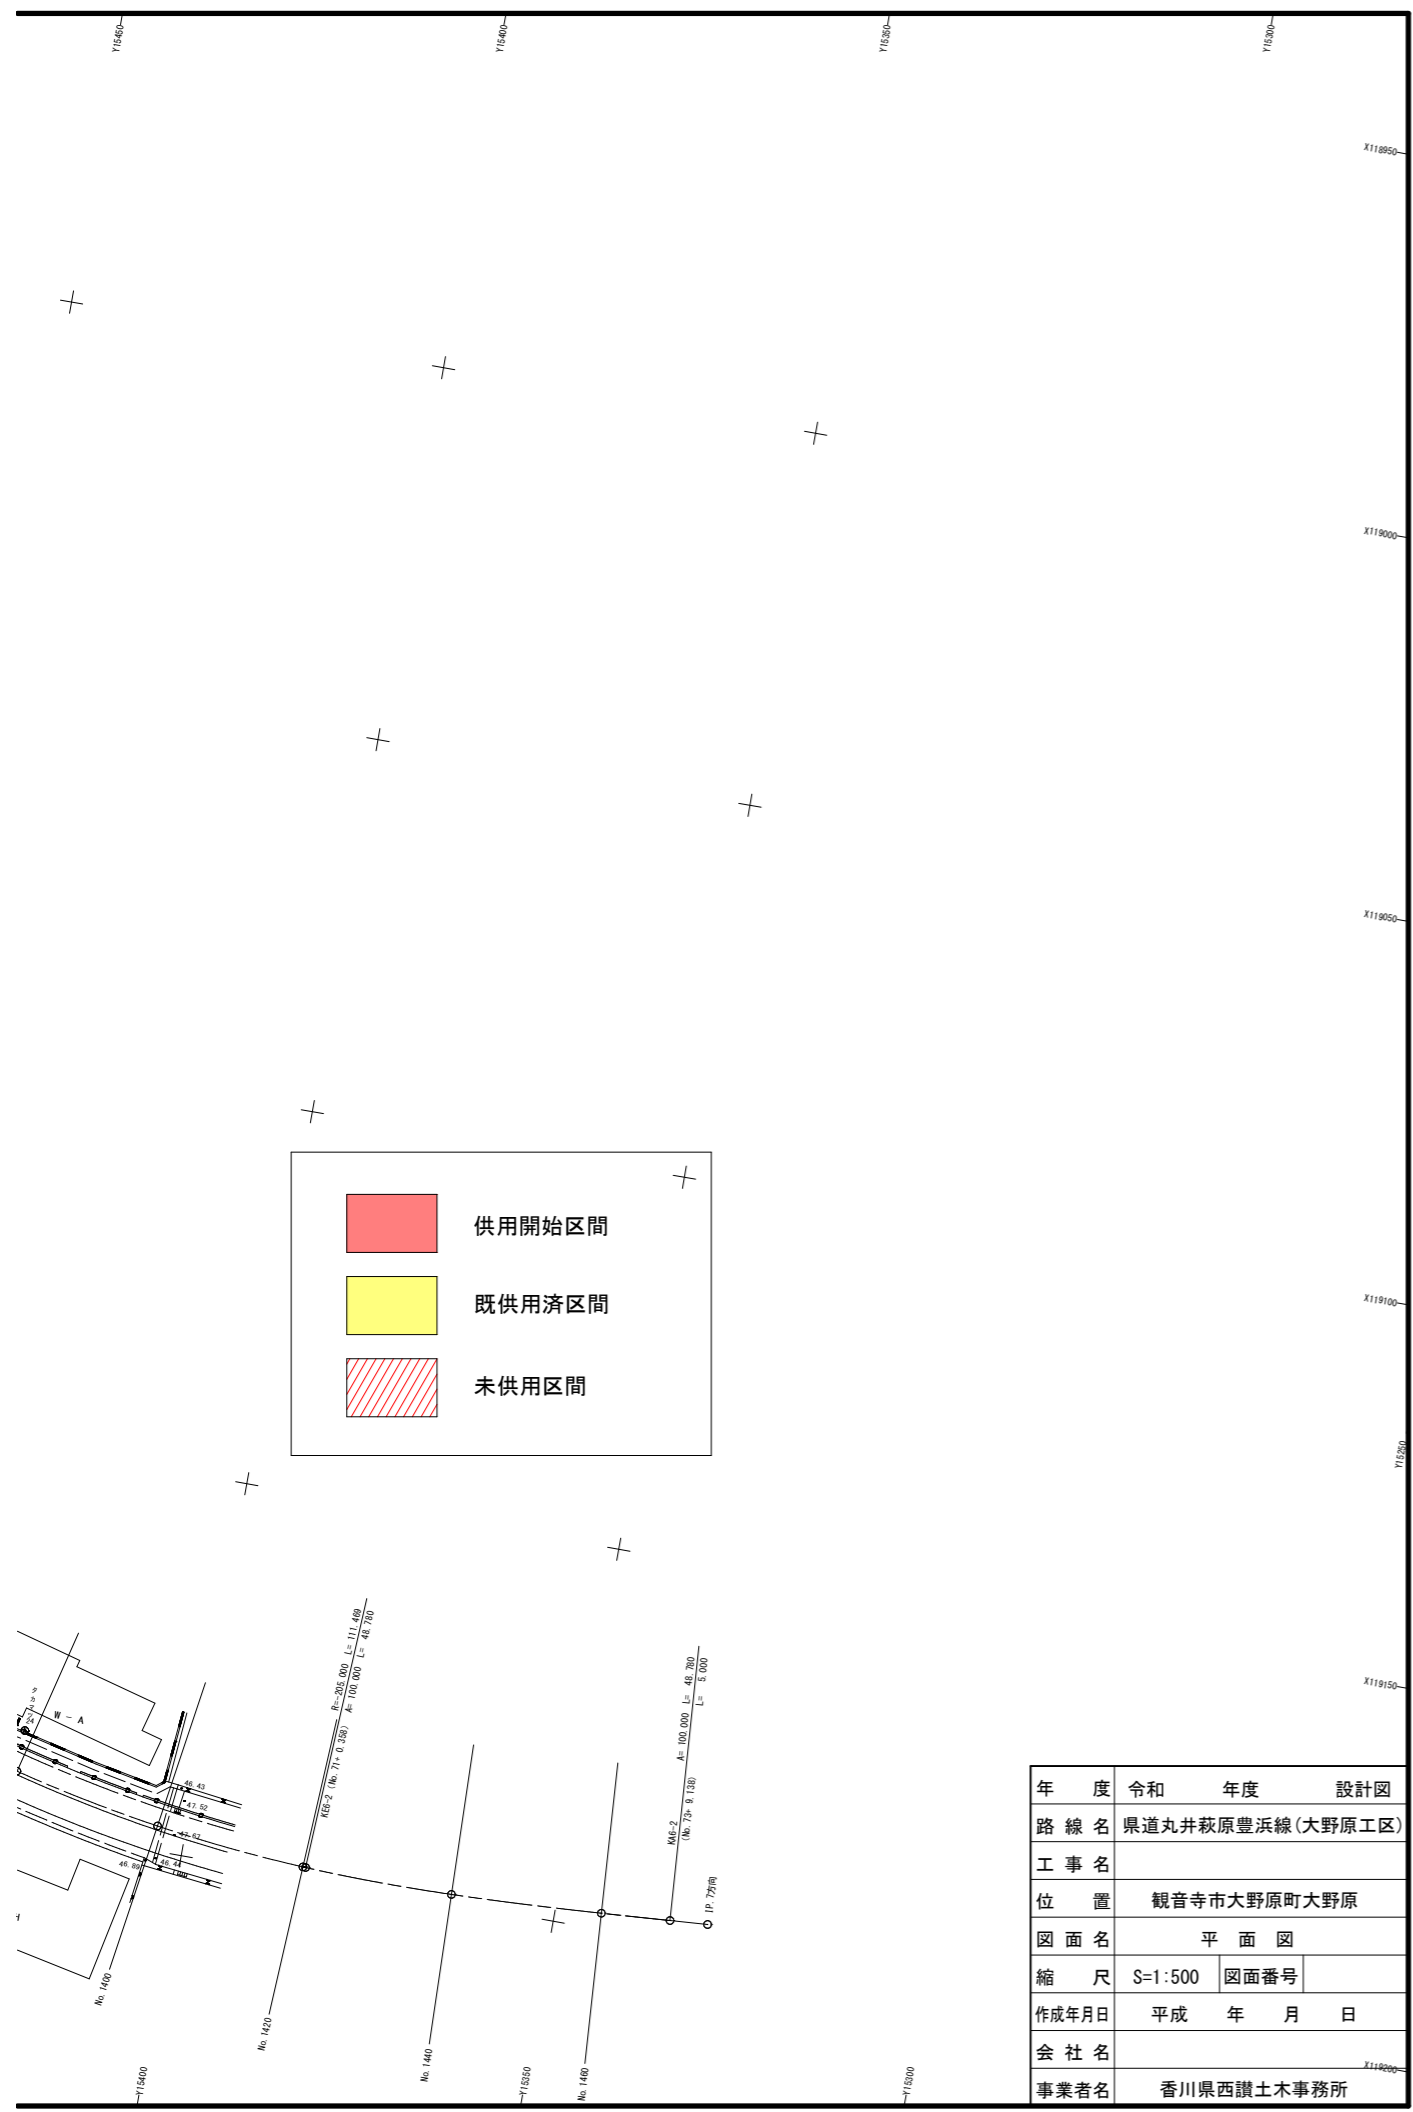 Y15450
Y15400
Y15350
Y15300
X118950
X119000
X119050
X119100
Y15250
X119150
X119200
供用開始区間
既供用済区間
未供用区間
R=-205.000 L= 111.469
KE6-2 (No.71+ 0.358) A= 100.000 L= 48.780
A= 100.000 L= 48.780
KA6-2 L= 5.000
(No.73+ 9.138)
IP.7方向
W - A
24
46.43
47.52
47.67
46.44
46.89
No.1400
No.1420
No.1440
No.1460
Y15400
Y15350
Y15300
年 度 令和 年度 設計図
路線名 県道丸井萩原豊浜線(大野原工区)
工事名
位 置 観音寺市大野原町大野原
図面名 平 面 図
縮 尺 S=1:500 図面番号
作成年月日 平成 年 月 日
会社名
事業者名 香川県西讃土木事務所